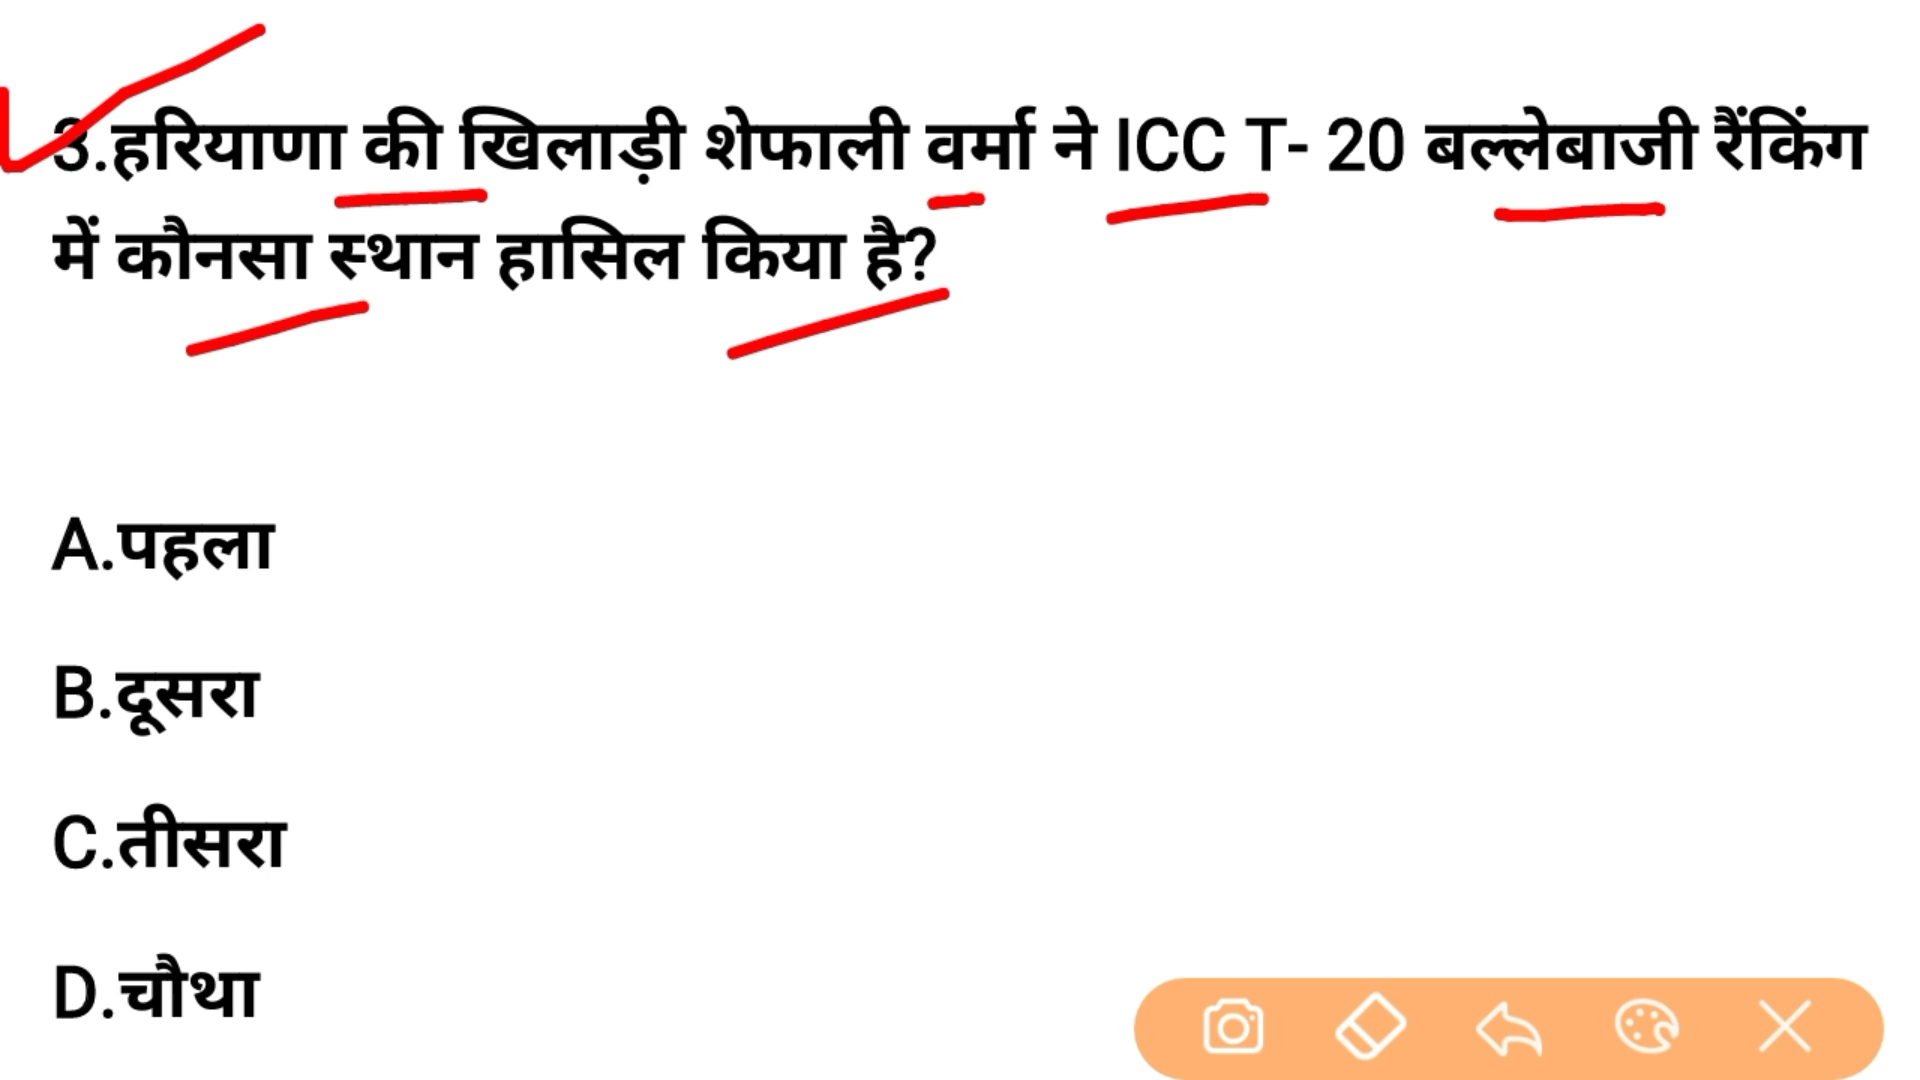 3.हरियाणा की खिलाड़ी शेफाली वर्मा ने ICC T- 20 बल्लेबाजी रैंकिंग
में कौनसा स्थान हासिल किया है?
A.पहला
B.दूसरा
C.तीसरा
D.चौथा